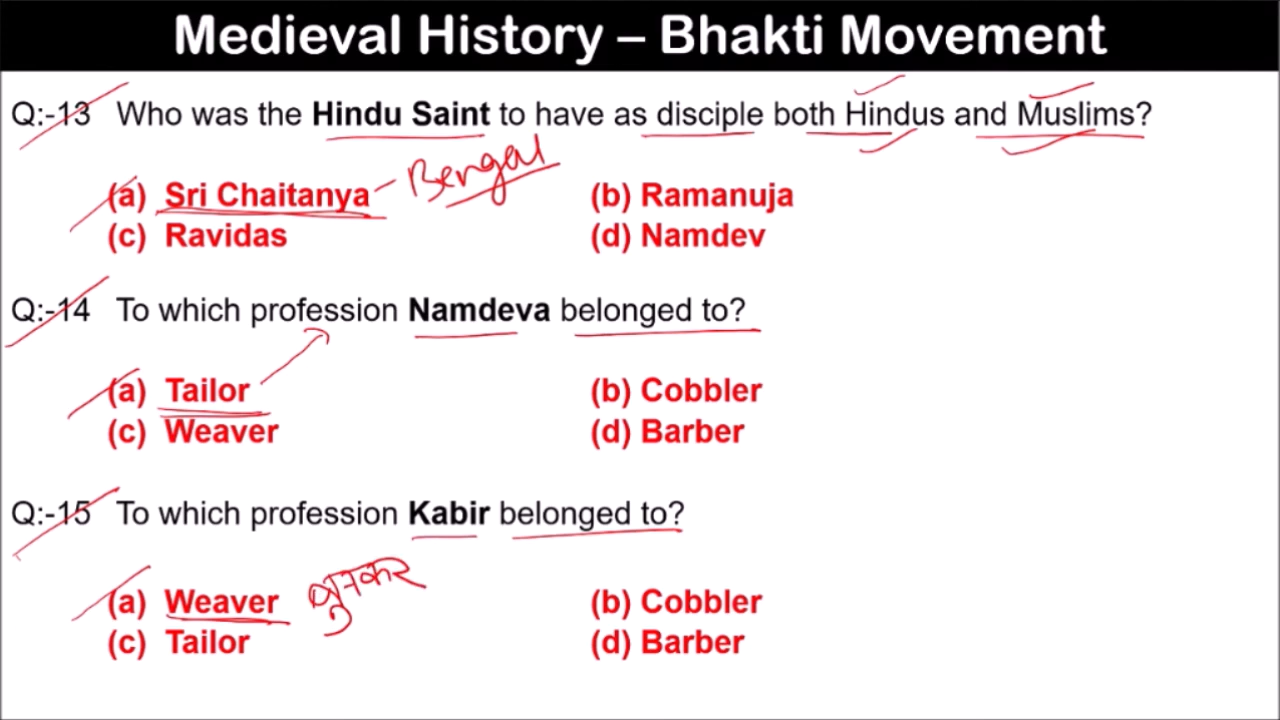 Medieval History – Bhakti Movement
Q:-13 Who was the Hindu Saint to have as disciple both Hindus and Muslims?
(a) Sri Chaitanya Bengal (b) Ramanuja
(c) Ravidas (d) Namdev
Q:-14 To which profession Namdeva belonged to?
(a) Tailor (b) Cobbler
(c) Weaver (d) Barber
Q:-15 To which profession Kabir belonged to?
(a) Weaver बुनकर (b) Cobbler
(c) Tailor (d) Barber